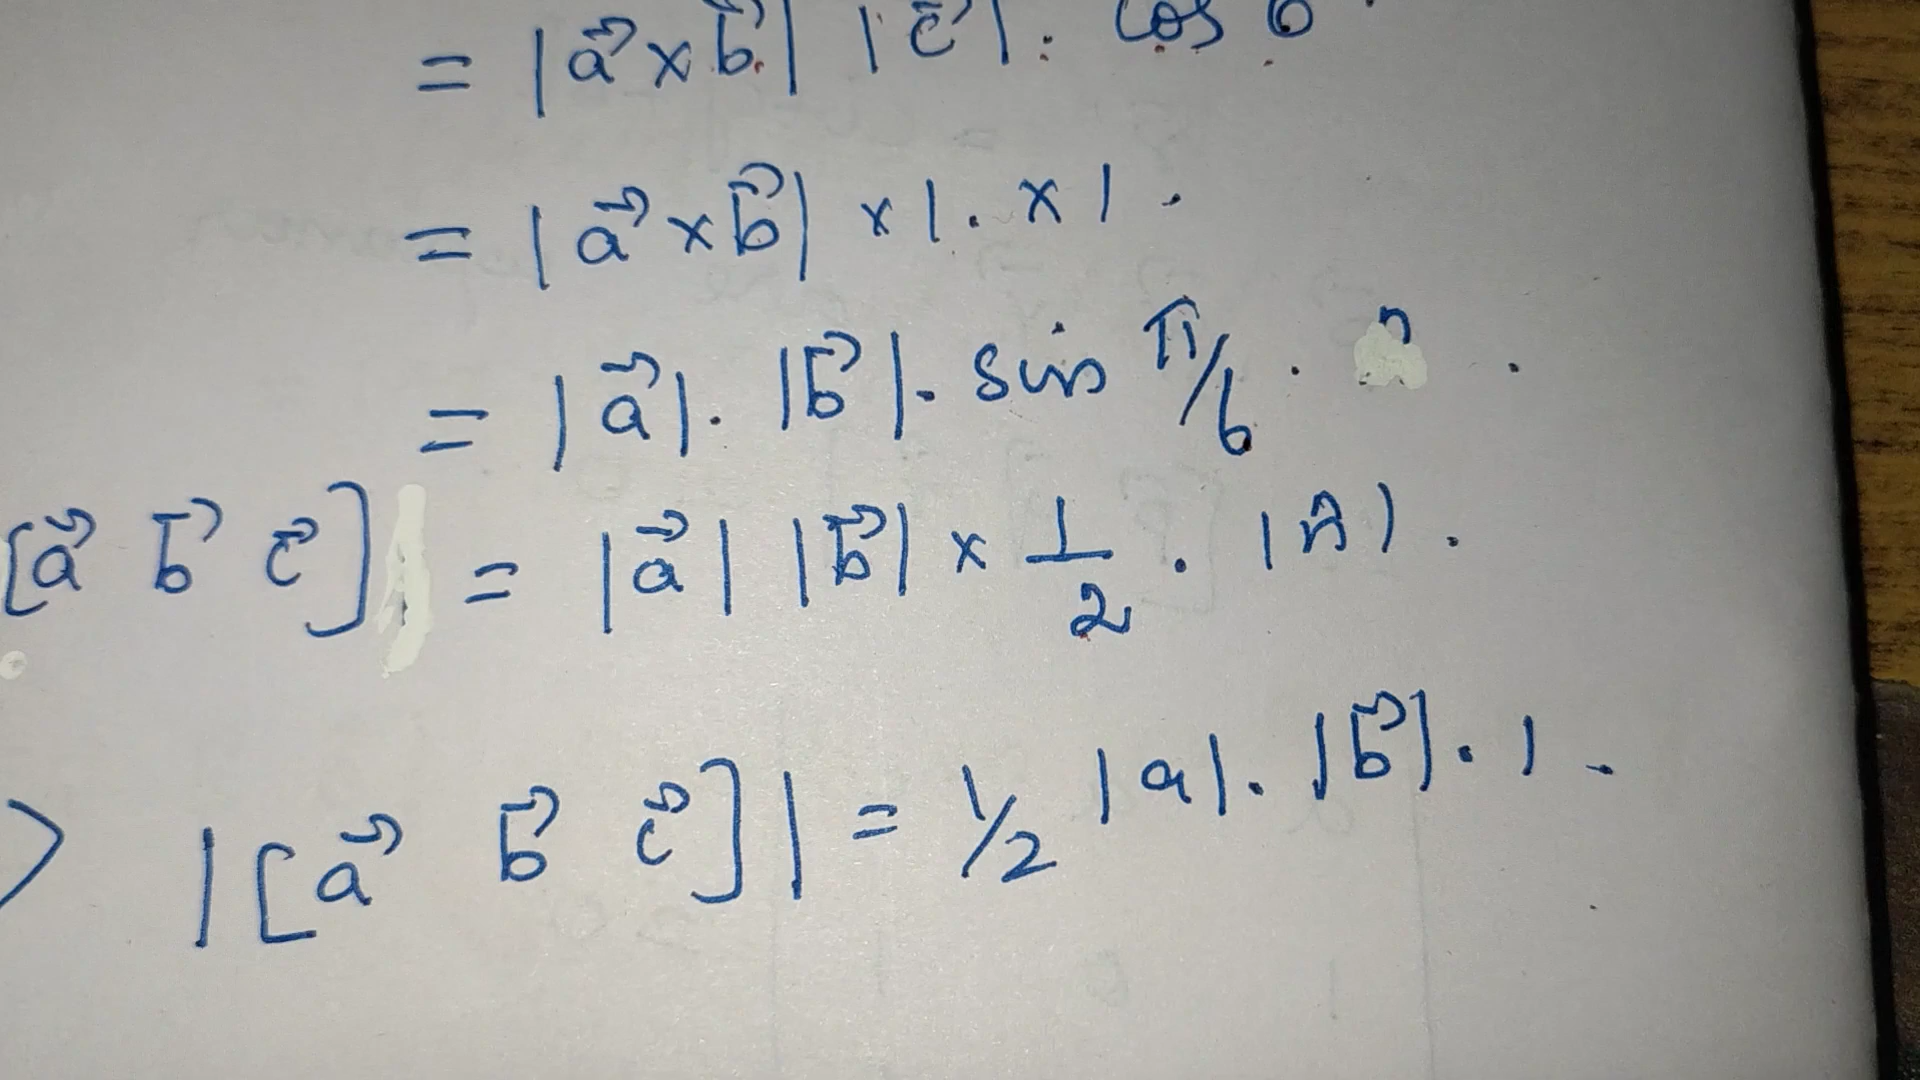 = |a⃗ × b⃗| |c⃗|. cos 0
= |a⃗ × b⃗| × 1. × 1.
= |a⃗|. |b⃗|. sin π/6 .
[a⃗ b⃗ c⃗] = |a⃗| |b⃗| × 1/2 . |n̂|.
> |[a⃗ b⃗ c⃗]| = 1/2 |a|. |b⃗|. 1.